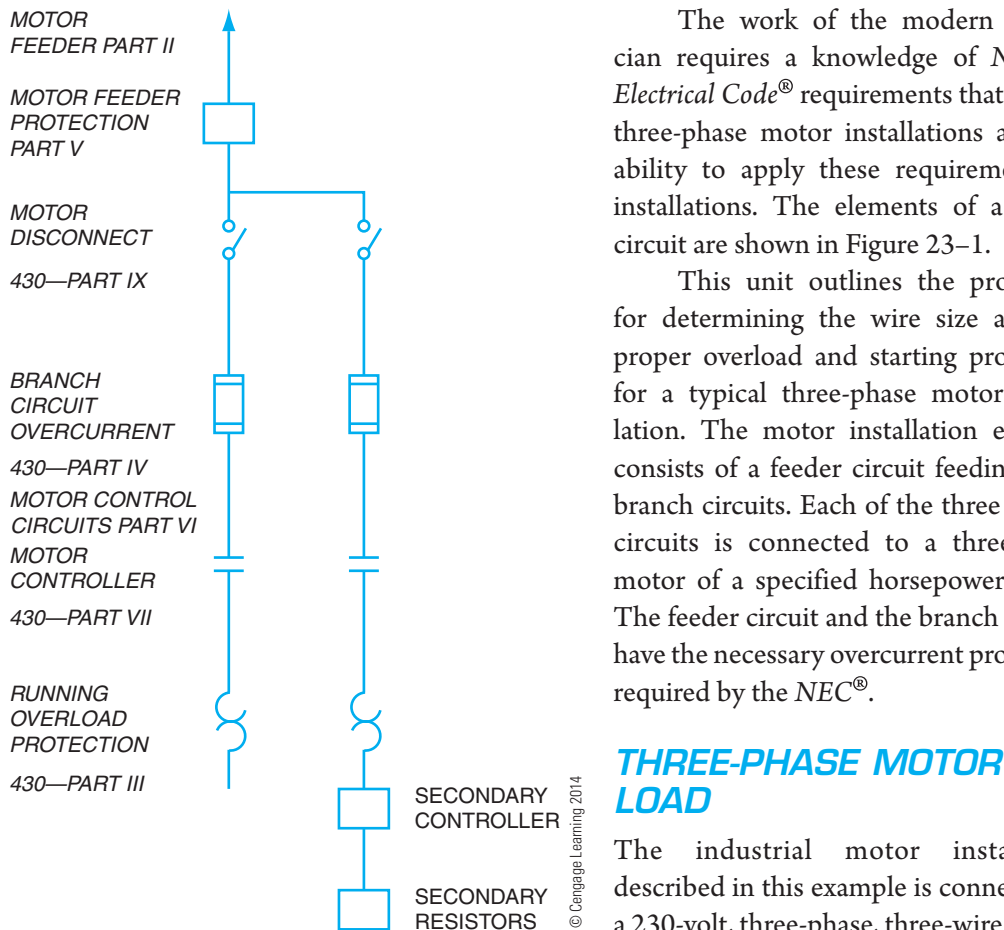 MOTOR
FEEDER PART II
MOTOR FEEDER
PROTECTION
PART V
MOTOR
DISCONNECT
430—PART IX
BRANCH
CIRCUIT
OVERCURRENT
430—PART IV
MOTOR CONTROL
CIRCUITS PART VI
MOTOR
CONTROLLER
430—PART VII
RUNNING
OVERLOAD
PROTECTION
430—PART III
SECONDARY
CONTROLLER
SECONDARY
RESISTORS
© Cengage Learning 2014
The work of the modern
cian requires a knowledge of N
Electrical Code® requirements that
three-phase motor installations a
ability to apply these requirem
installations. The elements of a
circuit are shown in Figure 23–1.
This unit outlines the pro
for determining the wire size a
proper overload and starting pro
for a typical three-phase motor
lation. The motor installation e
consists of a feeder circuit feedin
branch circuits. Each of the three
circuits is connected to a three
motor of a specified horsepower
The feeder circuit and the branch
have the necessary overcurrent pro
required by the NEC®.
THREE-PHASE MOTOR
LOAD
The industrial motor insta
described in this example is conne
a 230-volt, three-phase, three-wire